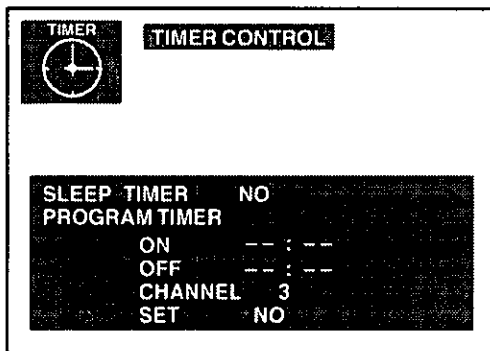 TIMER
TIMER CONTROL
SLEEP TIMER NO
PROGRAM TIMER
ON -- : --
OFF -- : --
CHANNEL 3
SET NO